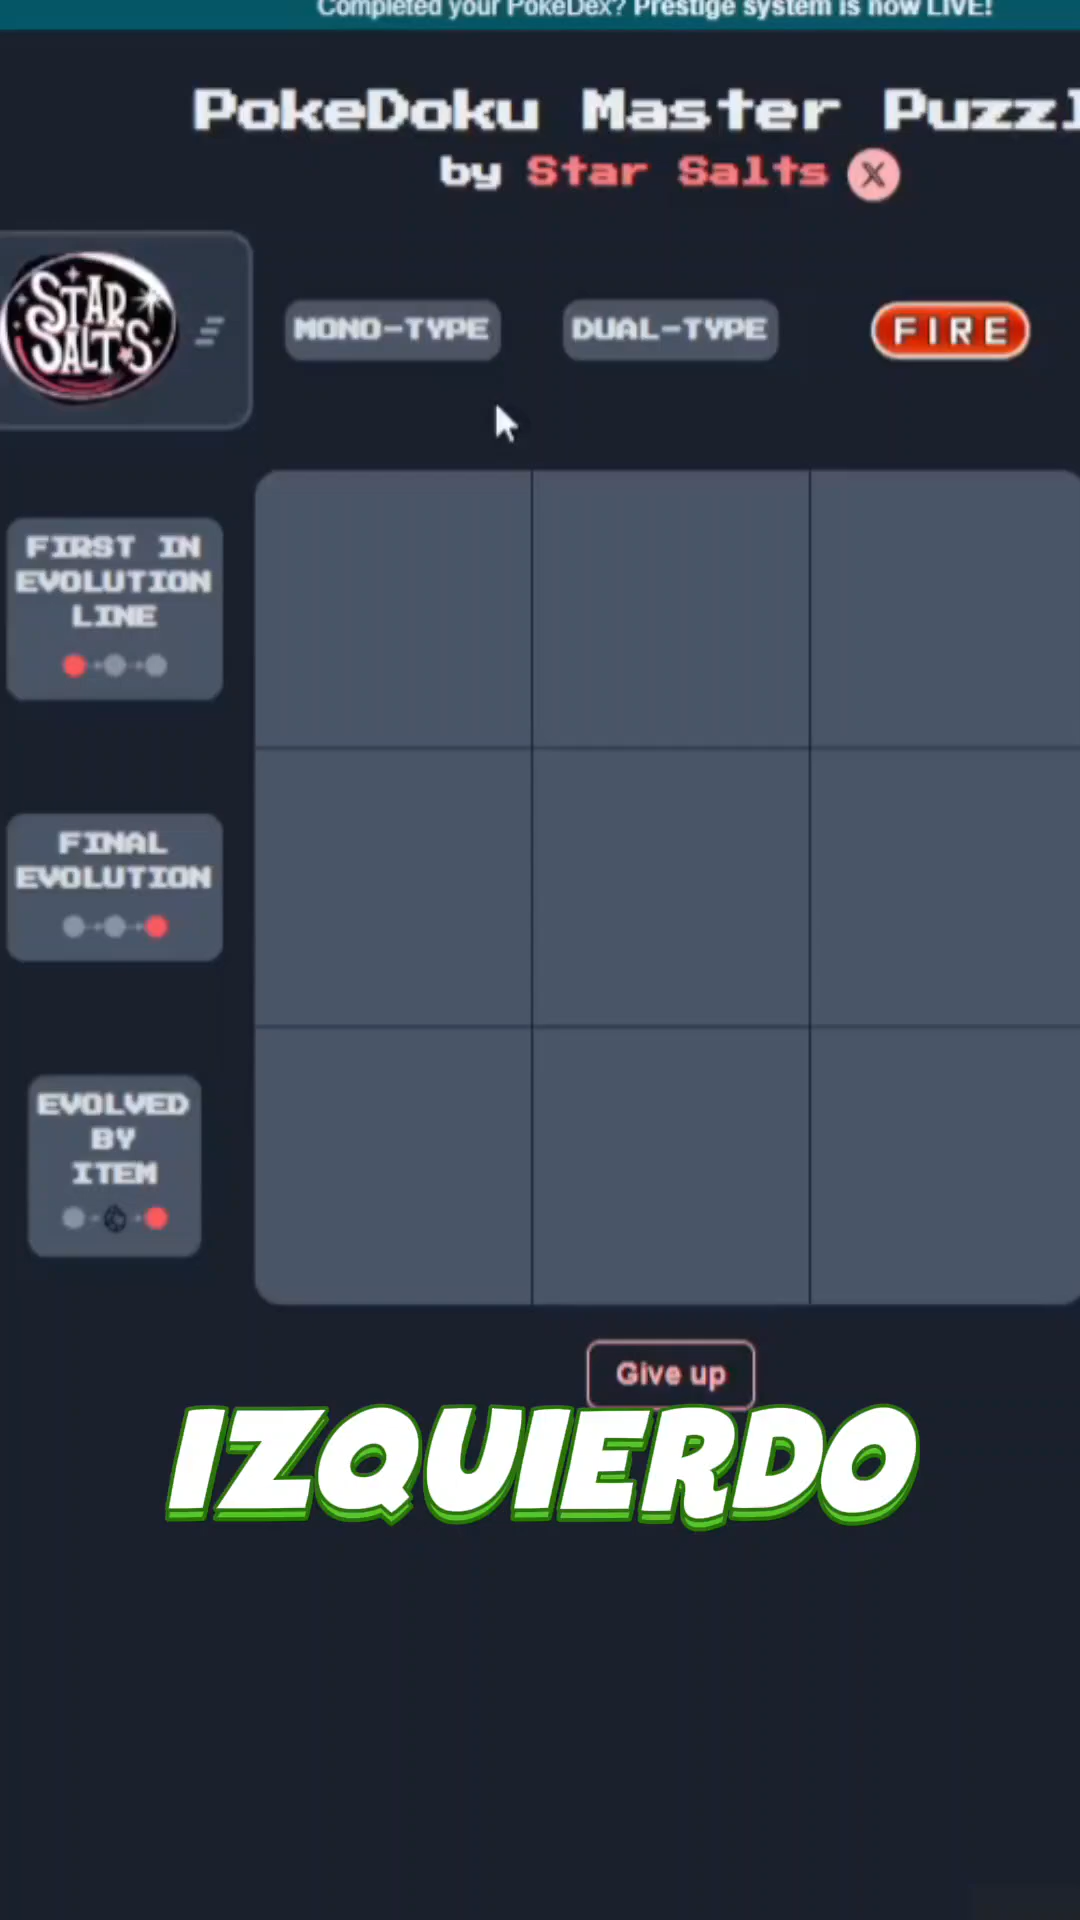 Completed your PokeDex? Prestige system is now LIVE!
PokeDoku Master Puzzl
by Star Salts X
STAR
SALTS
MONO-TYPE
DUAL-TYPE
FIRE
FIRST IN
EVOLUTION
LINE
FINAL
EVOLUTION
EVOLVED
BY
ITEM
Give up
IZQUIERDO